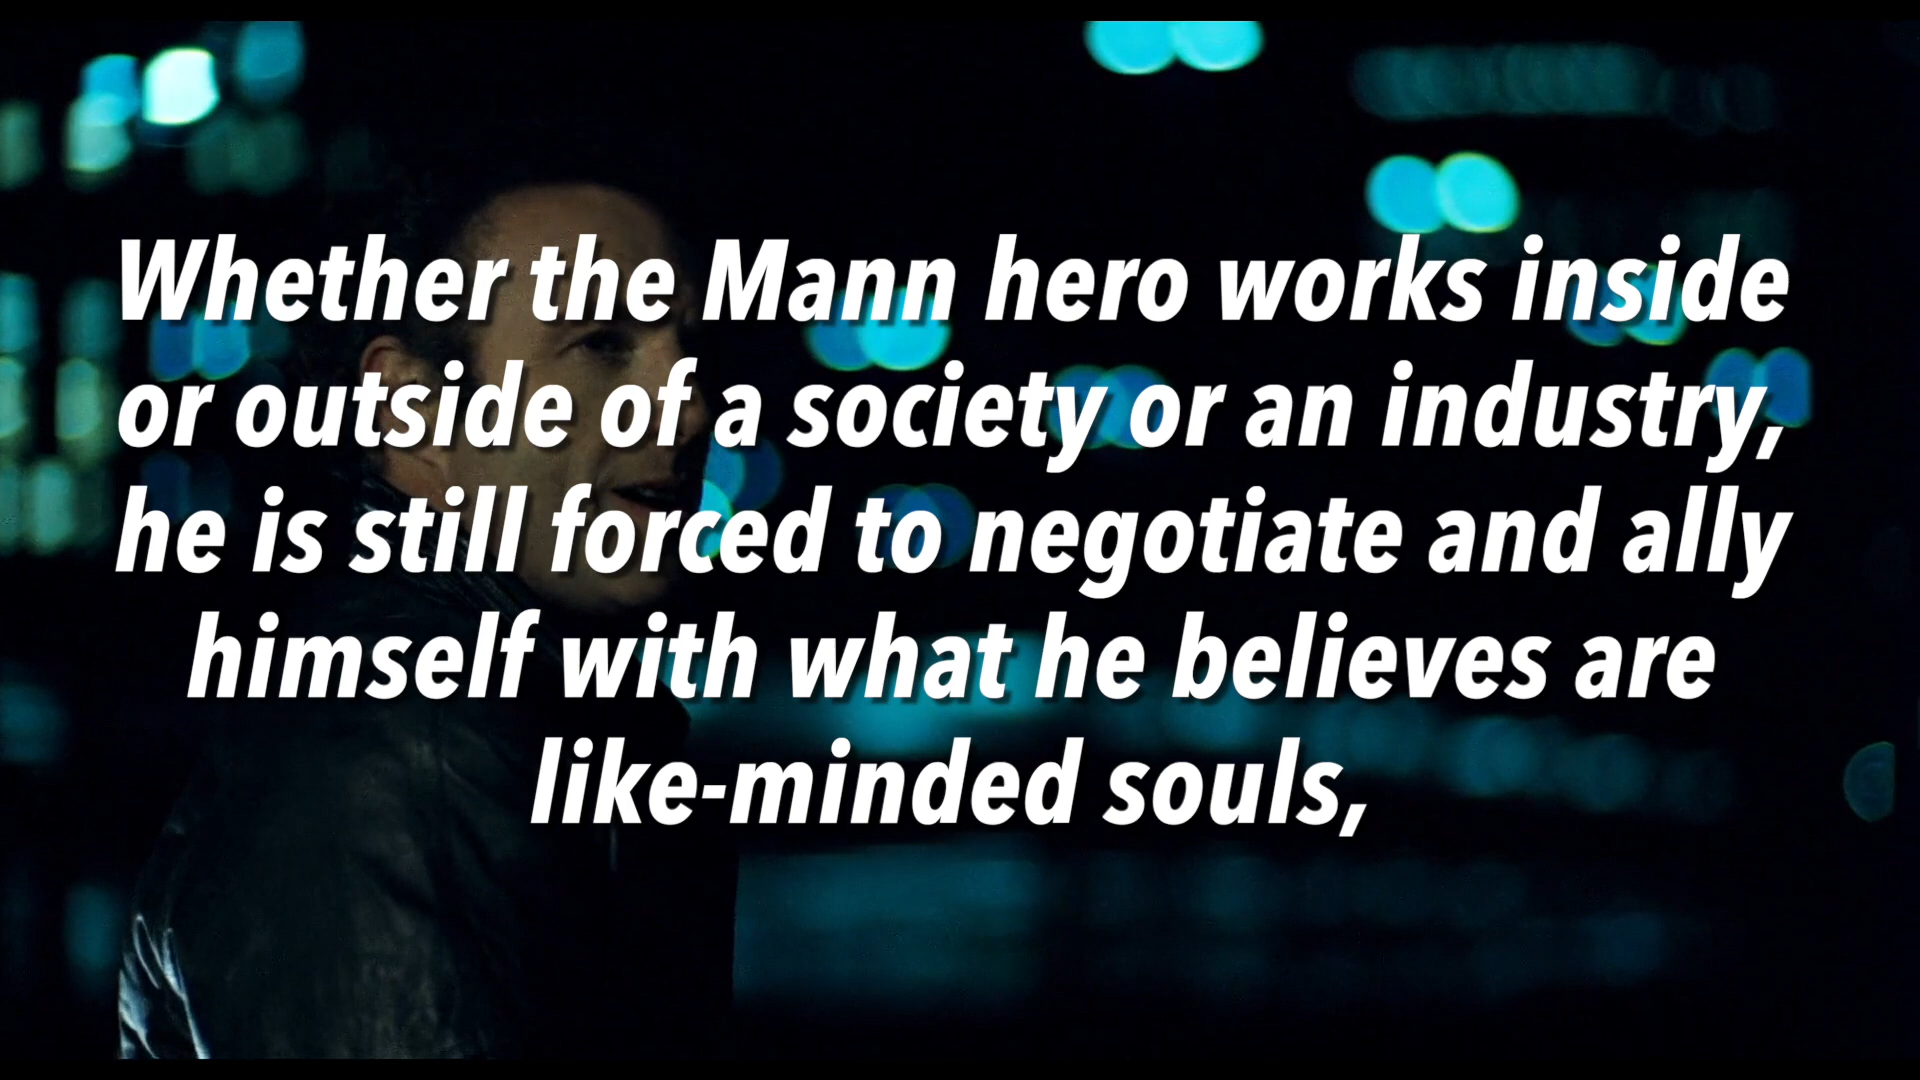 Whether the Mann hero works inside
or outside of a society or an industry,
he is still forced to negotiate and ally
himself with what he believes are
like-minded souls,